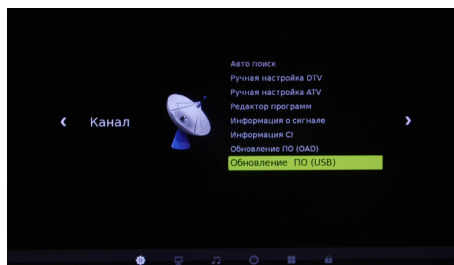 Канал
Авто поиск
Ручная настройка DTV
Ручная настройка ATV
Редактор программ
Информация о сигнале
Информация CI
Обновление ПО (OAD)
Обновление ПО (USB)